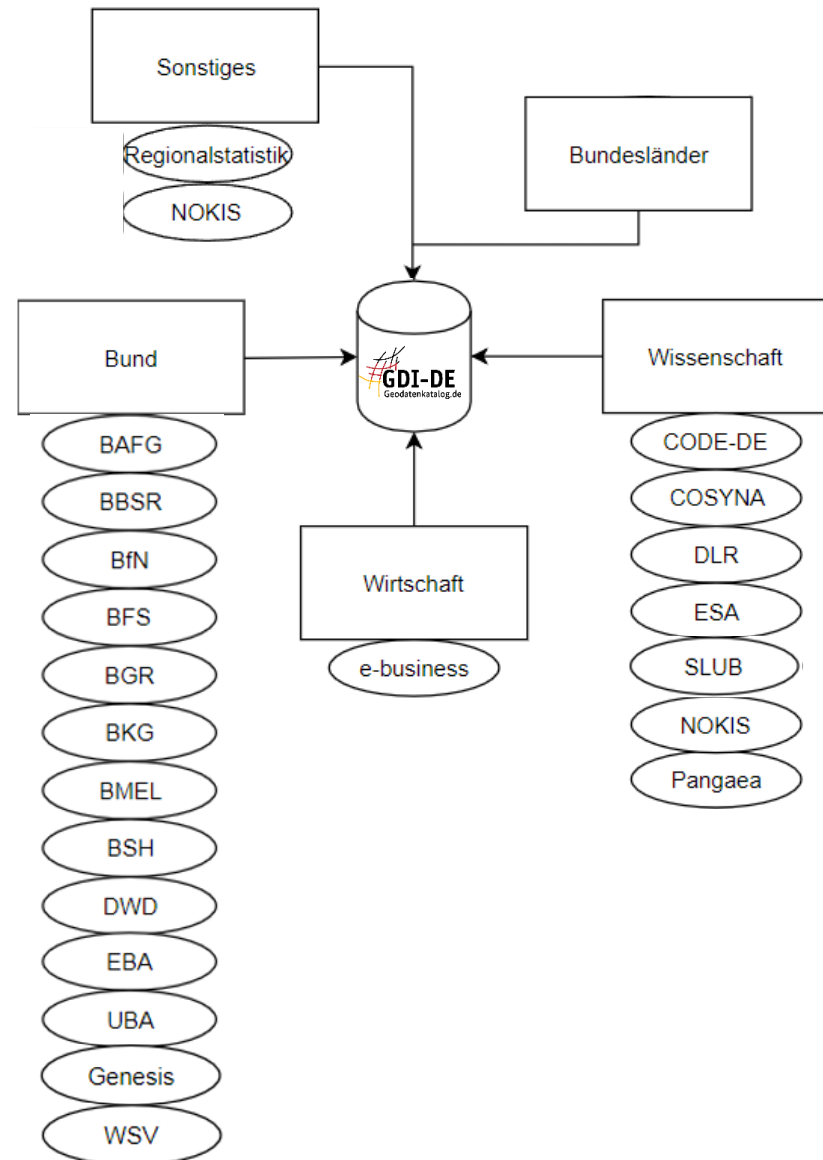 Sonstiges
Regionalstatistik
NOKIS
Bundesländer
GDI-DE
Geodatenkatalog.de
Bund
BAFG
BBSR
BfN
BFS
BGR
BKG
BMEL
BSH
DWD
EBA
UBA
Genesis
WSV
Wirtschaft
e-business
Wissenschaft
CODE-DE
COSYNA
DLR
ESA
SLUB
NOKIS
Pangaea